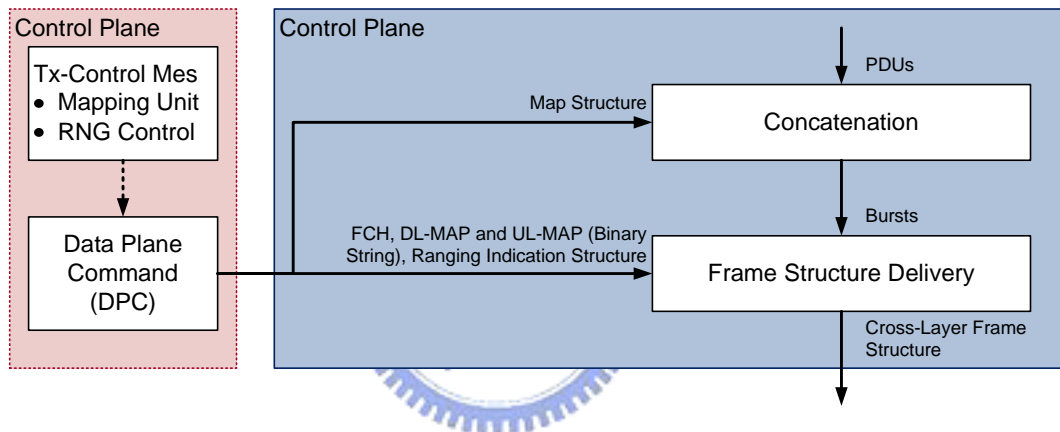 Control Plane
Tx-Control Mes
• Mapping Unit
• RNG Control
Data Plane
Command
(DPC)
Control Plane
PDUs
Map Structure
Concatenation
Bursts
FCH, DL-MAP and UL-MAP (Binary
String), Ranging Indication Structure
Frame Structure Delivery
Cross-Layer Frame
Structure